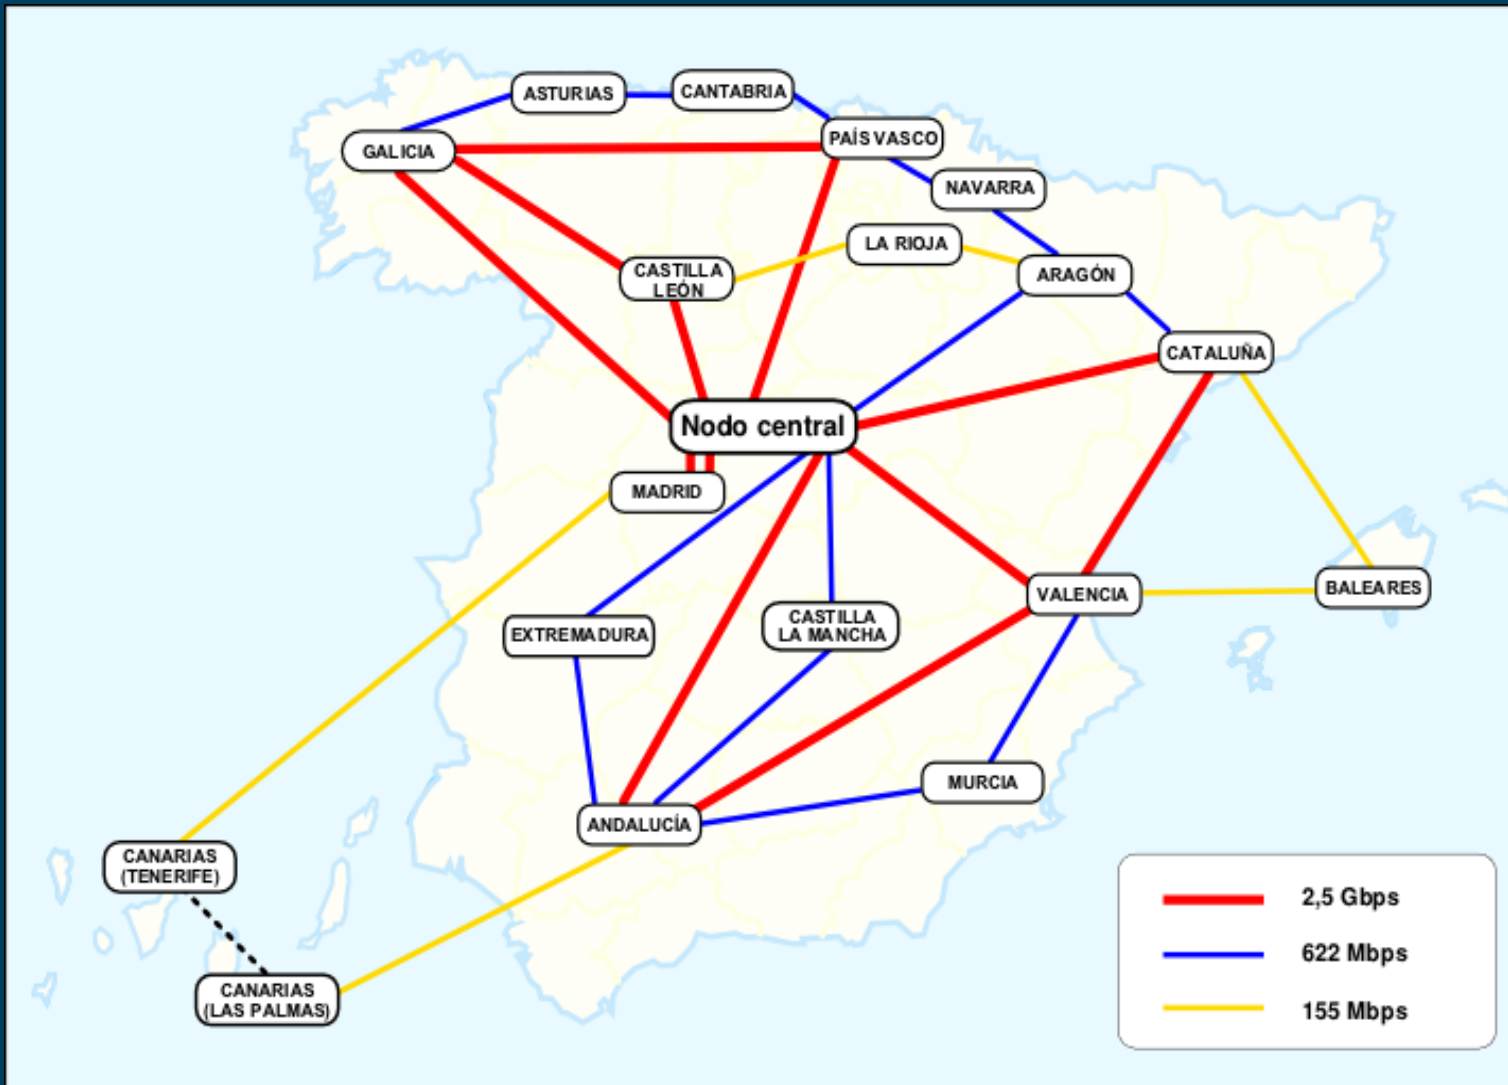 ASTURIAS
CANTABRIA
GALICIA
PAÍS VASCO
NAVARRA
LA RIOJA
CASTILLA
LEÓN
ARAGÓN
CATALUÑA
Nodo central
MADRID
VALENCIA
BALEARES
EXTREMADURA
CASTILLA
LA MANCHA
MURCIA
ANDALUCÍA
CANARIAS
(TENERIFE)
CANARIAS
(LAS PALMAS)
2,5 Gbps
622 Mbps
155 Mbps